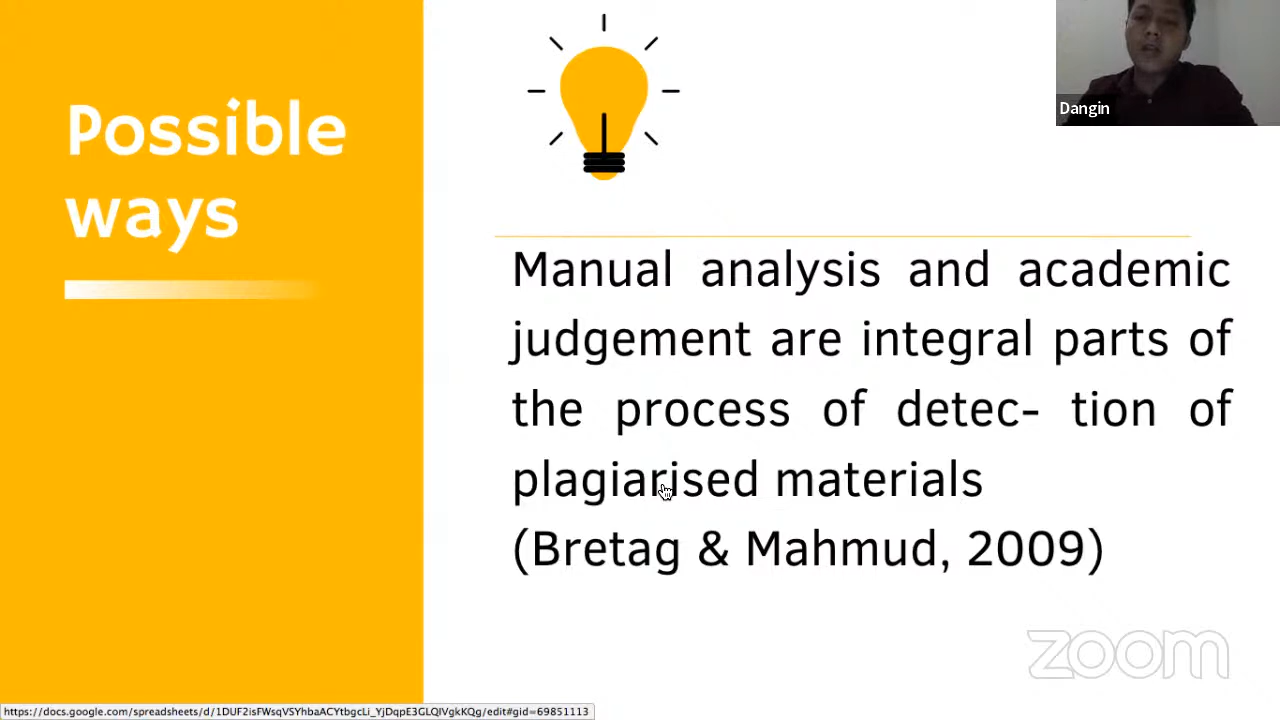 Possible
ways
Dangin
Manual analysis and academic
judgement are integral parts of
the process of detec- tion of
plagiarised materials
(Bretag & Mahmud, 2009)
zoom
https://docs.google.com/spreadsheets/d/1DUF2isFWsqVSYhbaACYtbgcLi_YjDqpE3GLQIVgkKQg/edit#gid=69851113